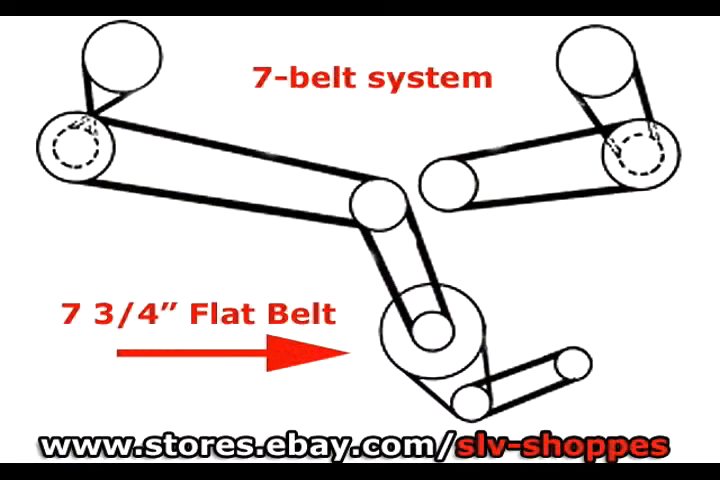 7-belt system
7 3/4” Flat Belt
www.stores.ebay.com/slv-shoppes